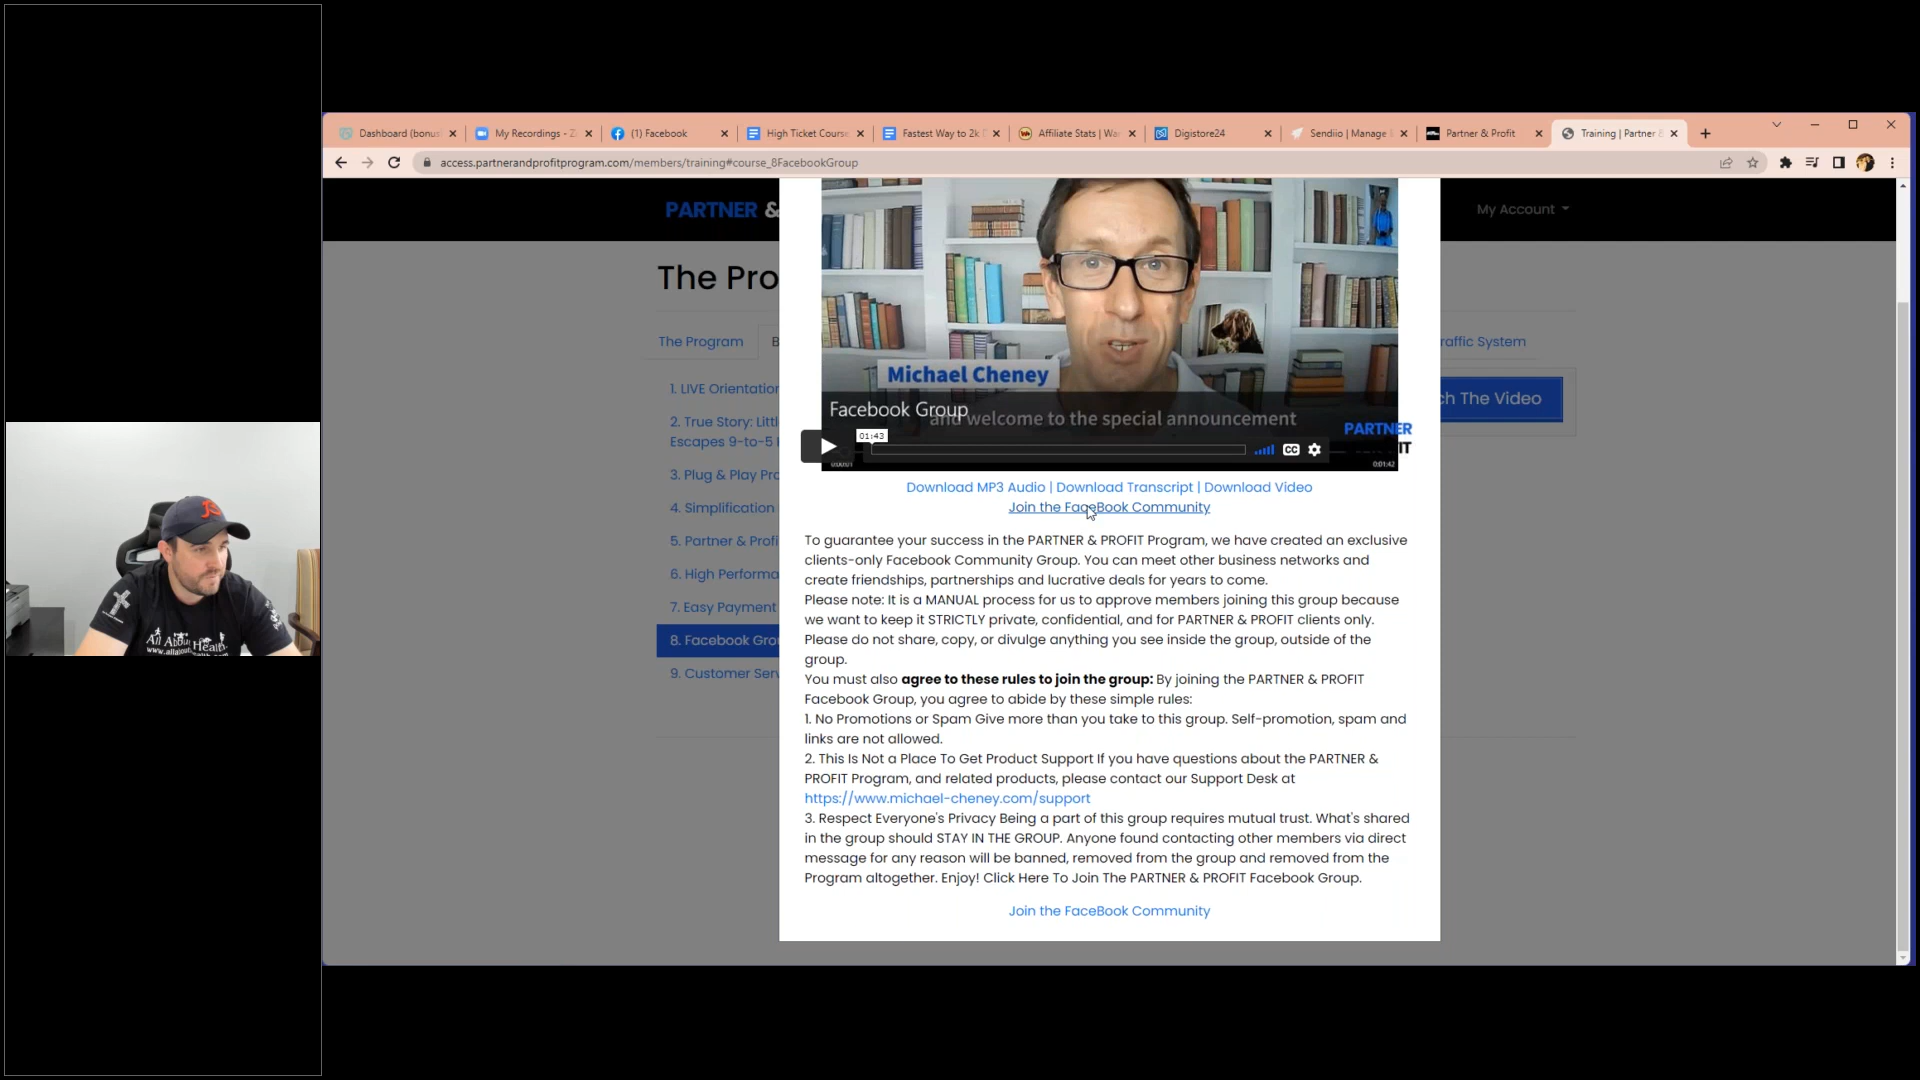 Dashboard (bonu
My Recordings - Z
(1) Facebook
High Ticket Course
Fastest Way to 2k
Affiliate Stats | Wa
Digistore24
Sendiio | Manage
Partner & Profit
Training | Partner
access.partnerandprofitprogram.com/members/training#course_8FacebookGroup
PARTNER &
My Account
The Pro
The Program
B
raffic System
1. LIVE Orientation
2. True Story: Littl
Escapes 9-to-5
3. Plug & Play Pro
4. Simplification
5. Partner & Profi
6. High Performa
7. Easy Payment
8. Facebook Gro
9. Customer Serv
ch The Video
Michael Cheney
Facebook Group
and welcome to the special announcement
PARTNER
01:43
CC
0:01:42
Download MP3 Audio | Download Transcript | Download Video
Join the FaceBook Community
To guarantee your success in the PARTNER & PROFIT Program, we have created an exclusive
clients-only Facebook Community Group. You can meet other business networks and
create friendships, partnerships and lucrative deals for years to come.
Please note: It is a MANUAL process for us to approve members joining this group because
we want to keep it STRICTLY private, confidential, and for PARTNER & PROFIT clients only.
Please do not share, copy, or divulge anything you see inside the group, outside of the
group.
You must also agree to these rules to join the group: By joining the PARTNER & PROFIT
Facebook Group, you agree to abide by these simple rules:
1. No Promotions or Spam Give more than you take to this group. Self-promotion, spam and
links are not allowed.
2. This Is Not a Place To Get Product Support If you have questions about the PARTNER &
PROFIT Program, and related products, please contact our Support Desk at
https://www.michael-cheney.com/support
3. Respect Everyone's Privacy Being a part of this group requires mutual trust. What's shared
in the group should STAY IN THE GROUP. Anyone found contacting other members via direct
message for any reason will be banned, removed from the group and removed from the
Program altogether. Enjoy! Click Here To Join The PARTNER & PROFIT Facebook Group.
Join the FaceBook Community
All About
Health